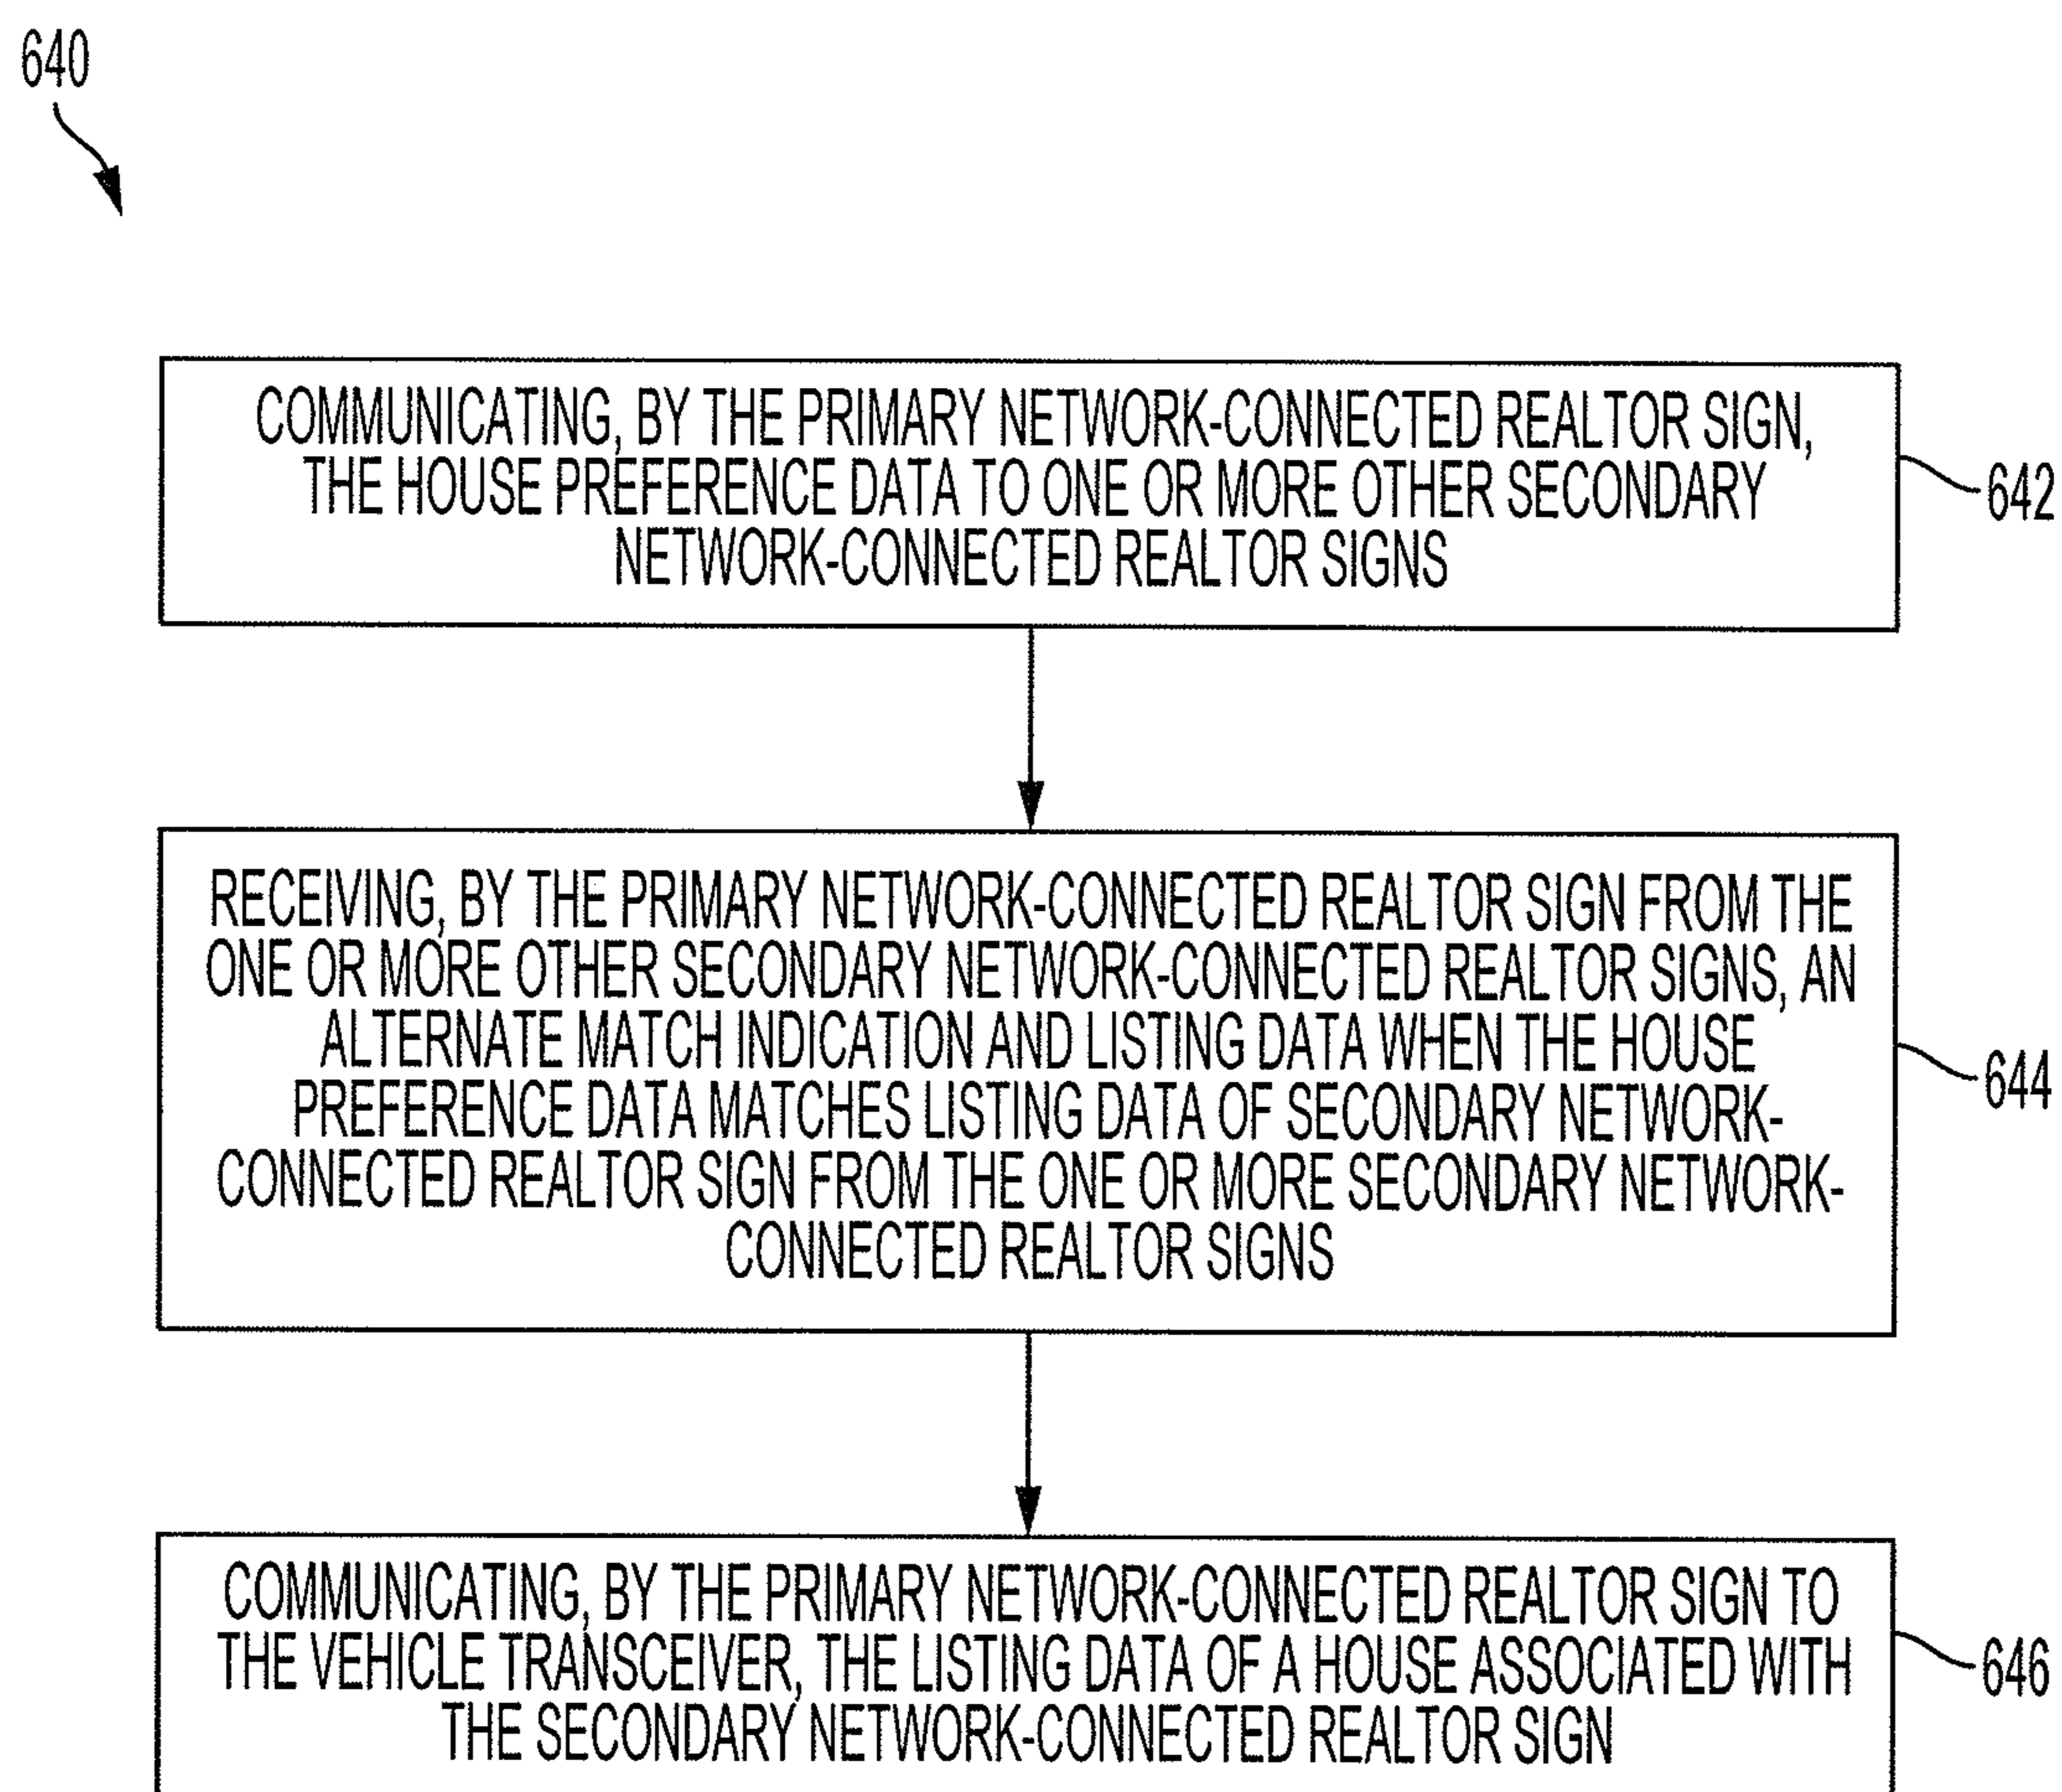 640
COMMUNICATING, BY THE PRIMARY NETWORK-CONNECTED REALTOR SIGN,
THE HOUSE PREFERENCE DATA TO ONE OR MORE OTHER SECONDARY
NETWORK-CONNECTED REALTOR SIGNS
642
RECEIVING, BY THE PRIMARY NETWORK-CONNECTED REALTOR SIGN FROM THE
ONE OR MORE OTHER SECONDARY NETWORK-CONNECTED REALTOR SIGNS, AN
ALTERNATE MATCH INDICATION AND LISTING DATA WHEN THE HOUSE
PREFERENCE DATA MATCHES LISTING DATA OF SECONDARY NETWORK-
CONNECTED REALTOR SIGN FROM THE ONE OR MORE SECONDARY NETWORK-
CONNECTED REALTOR SIGNS
644
COMMUNICATING, BY THE PRIMARY NETWORK-CONNECTED REALTOR SIGN TO
THE VEHICLE TRANSCEIVER, THE LISTING DATA OF A HOUSE ASSOCIATED WITH
THE SECONDARY NETWORK-CONNECTED REALTOR SIGN
646